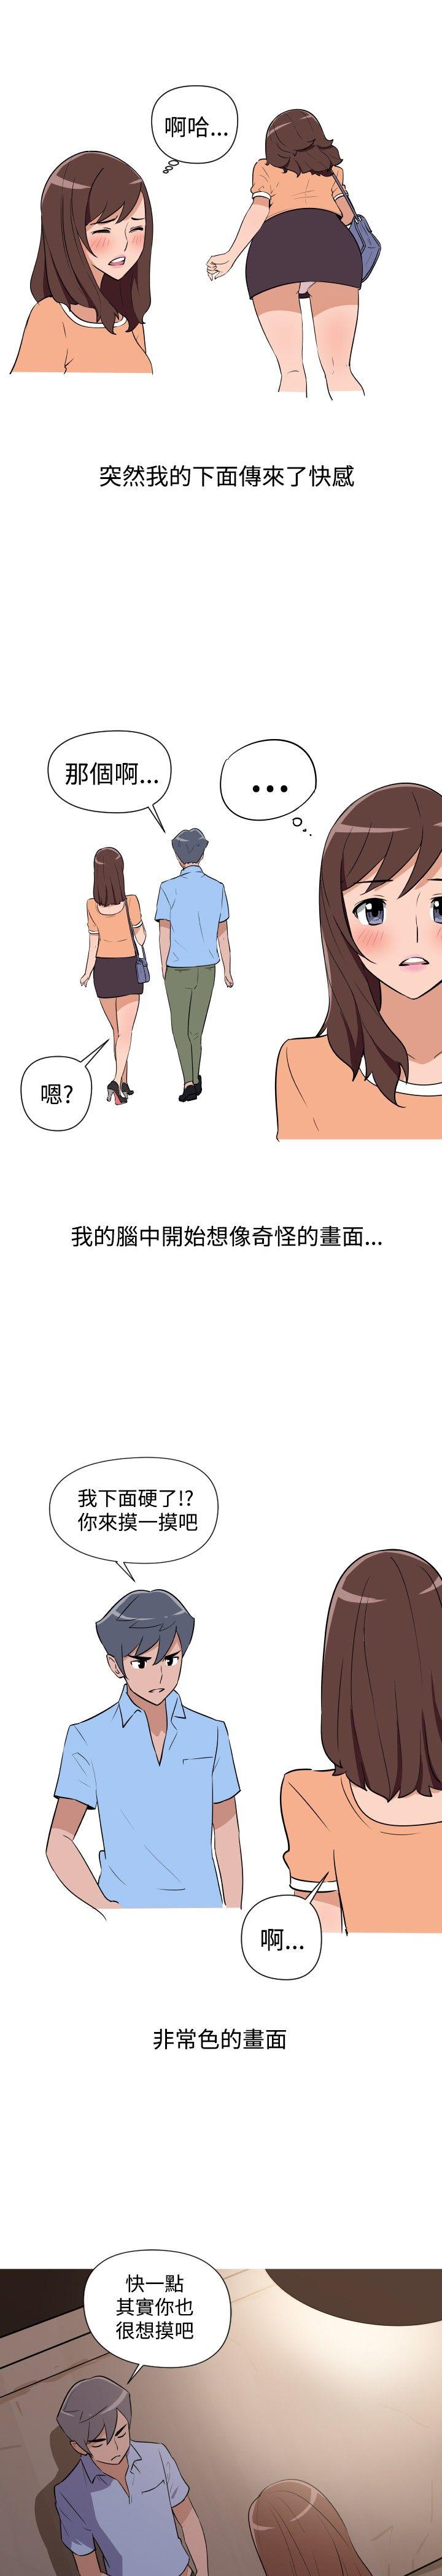 啊哈...
突然我的下面傳來了快感
那個啊...
...
嗯?
我的腦中開始想像奇怪的畫面...
我下面硬了!?
你來摸一摸吧
啊...
非常色的畫面
快一點
其實你也
很想摸吧